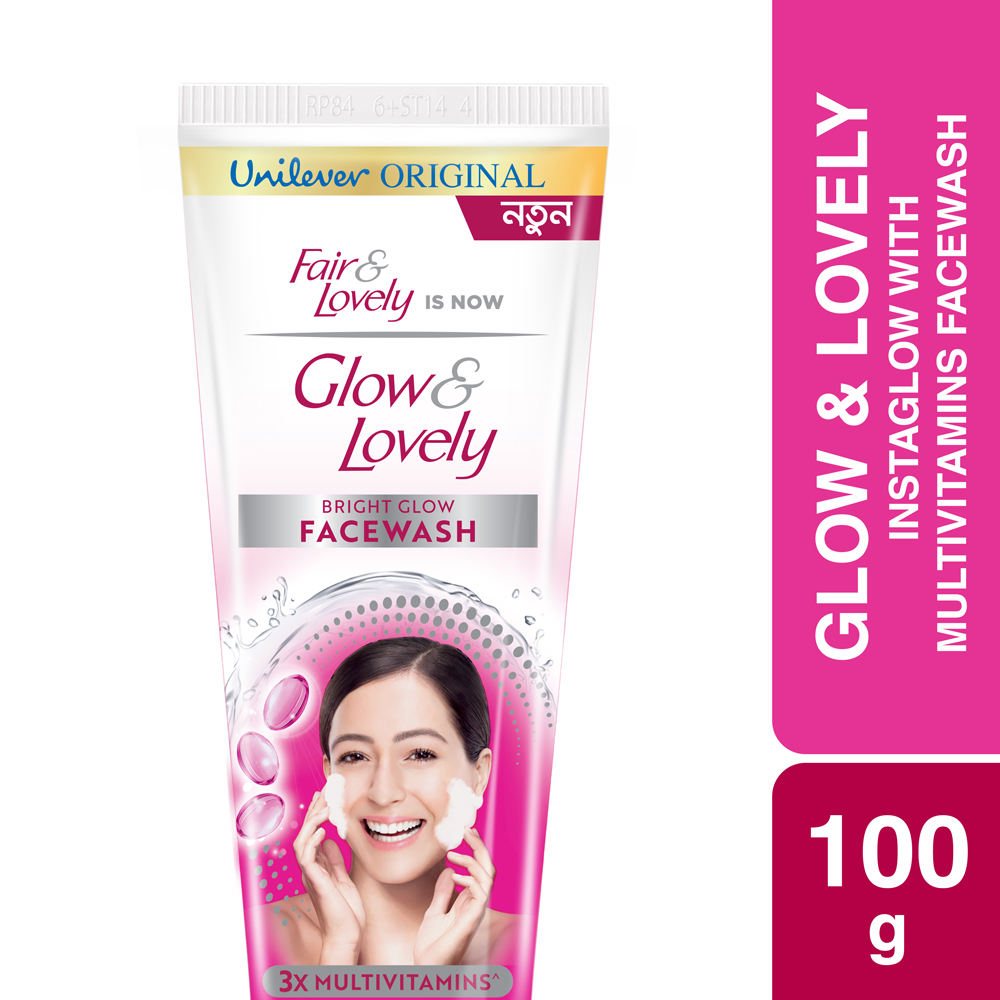 RP84 6+ST14 4
Unilever ORIGINAL
নতুন
Fair &
Lovely IS NOW
Glow &
Lovely
BRIGHT GLOW
FACEWASH
3X MULTIVITAMINS^
GLOW & LOVELY
INSTAGLOW WITH
MULTIVITAMINS FACEWASH
100
g